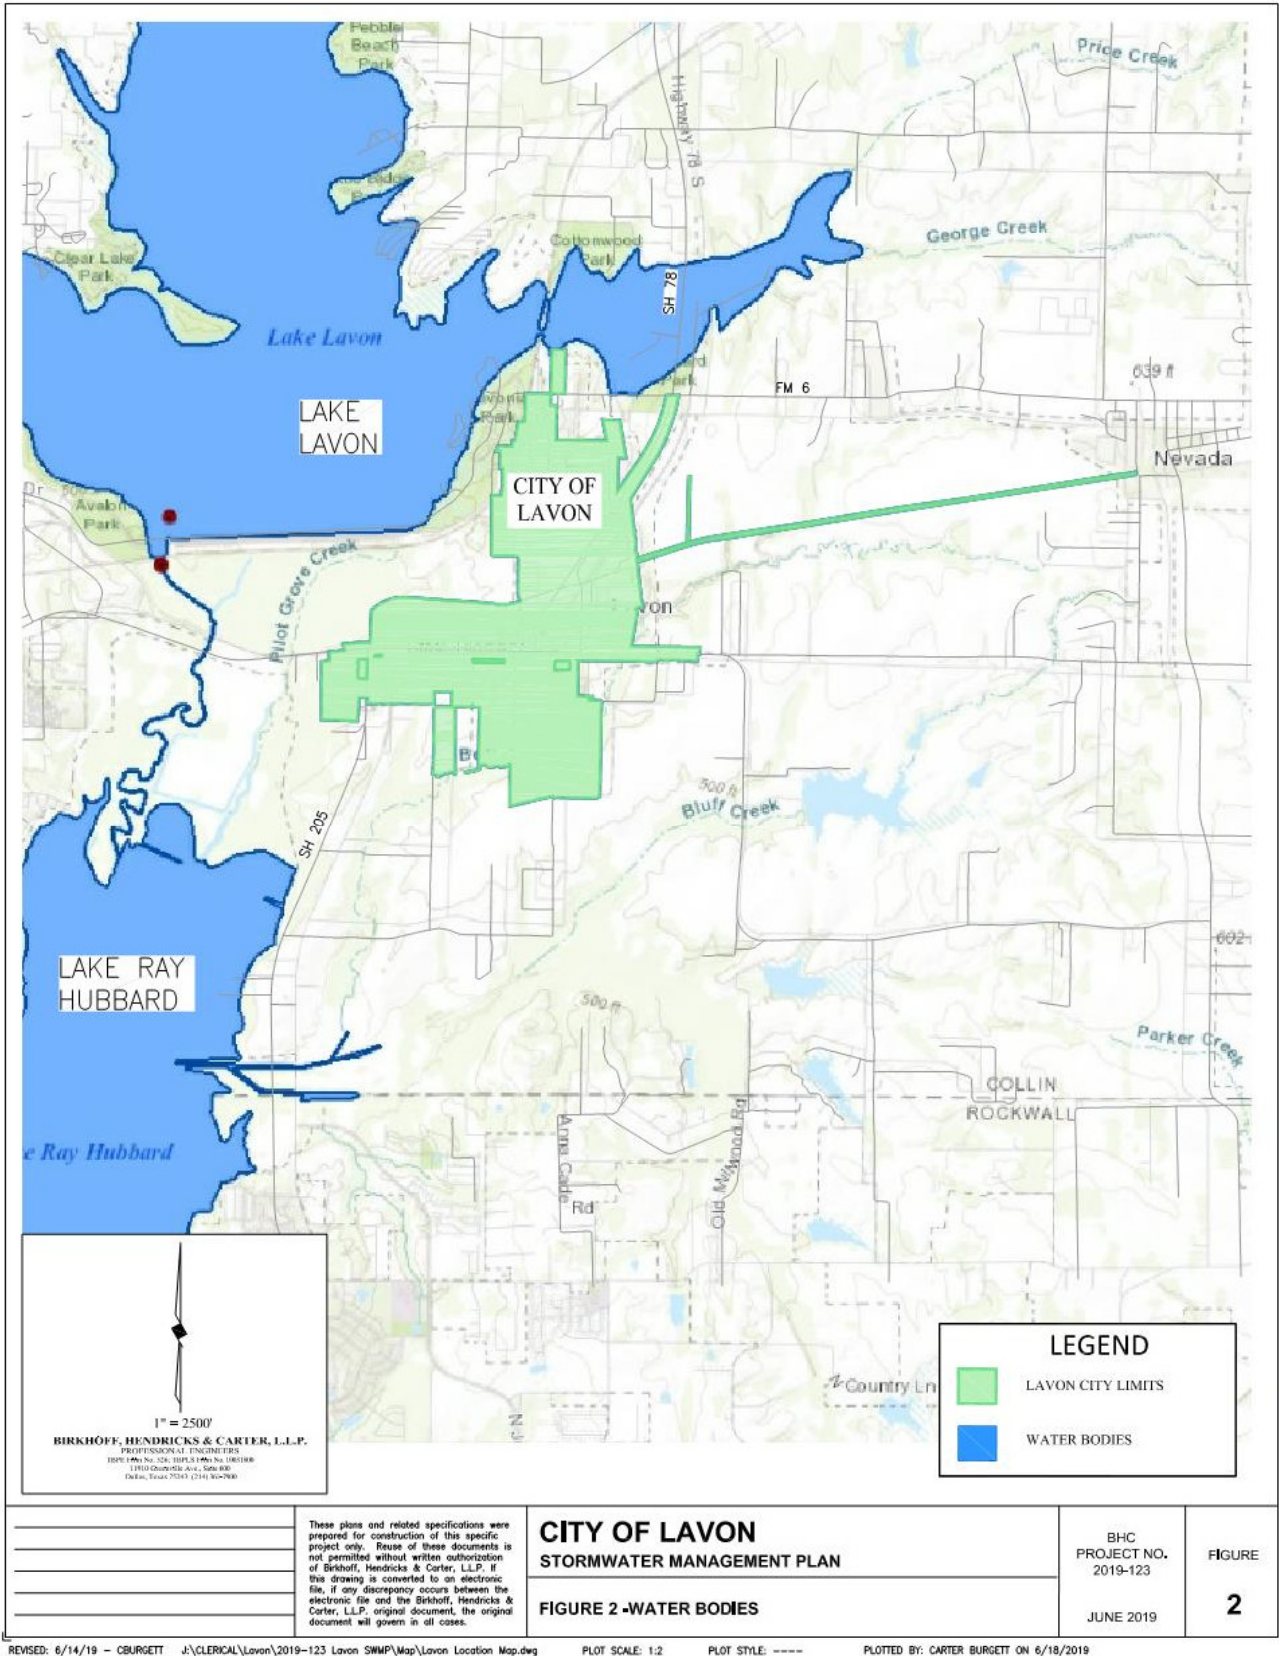 Pebble
Beach
Park
Price Creek
Highway 78 S
Clear Lake
Park
Cottonwood
Park
George Creek
SH 78
Lake Lavon
LAKE
LAVON
Park
FM 6
639 ft
Park
Nevada
CITY OF
LAVON
Dr
Avalon
Park
Pilot Grove Creek
von
500 ft
Bluff Creek
SH 205
LAKE RAY
HUBBARD
602
500 ft
Parker Creek
COLLIN
ROCKWALL
e Ray Hubbard
Anna Cade
Rd
Country Ln
LEGEND
LAVON CITY LIMITS
WATER BODIES
1" = 2500'
BIRKHOFF, HENDRICKS & CARTER, L.L.P.
PROFESSIONAL ENGINEERS
These plans and related specifications were
prepared for construction of this specific
project only. Reuse of these documents is
not permitted without written authorization
of Birkhoff, Hendricks & Carter, L.L.P. If
this drawing is converted to an electronic
file, if any discrepancy occurs between the
electronic file and the Birkhoff, Hendricks &
Carter, L.L.P. original document, the original
document will govern in all cases.
CITY OF LAVON
STORMWATER MANAGEMENT PLAN
FIGURE 2 -WATER BODIES
BHC
PROJECT NO.
2019-123
JUNE 2019
FIGURE
2
REVISED: 6/14/19 - CBURGETT J:\CLERICAL\Lavon\2019-123 Lavon SWMP\Map\Lavon Location Map.dwg PLOT SCALE: 1:2 PLOT STYLE: ---- PLOTTED BY: CARTER BURGETT ON 6/18/2019